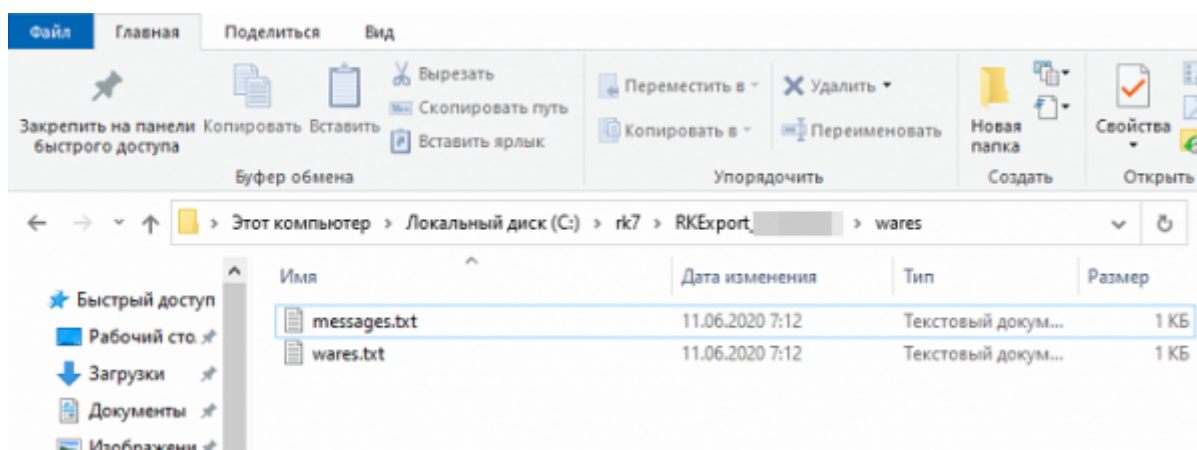 Файл Главная Поделиться Вид
Закрепить на панели быстрого доступа
Копировать
Вставить
Вырезать
Скопировать путь
Вставить ярлык
Переместить в
Копировать в
Удалить
Переименовать
Новая папка
Свойства
Буфер обмена Упорядочить Создать Открыть
Этот компьютер > Локальный диск (C:) > rk7 > RKExport_ > wares
Имя Дата изменения Тип Размер
Быстрый доступ
Рабочий сто
Загрузки
Документы
Изображени
messages.txt 11.06.2020 7:12 Текстовый докум... 1 КБ
wares.txt 11.06.2020 7:12 Текстовый докум... 1 КБ